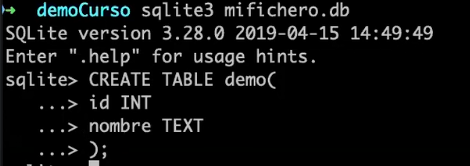 ➜ demoCurso sqlite3 mifichero.db
SQLite version 3.28.0 2019-04-15 14:49:49
Enter ".help" for usage hints.
sqlite> CREATE TABLE demo(
...> id INT
...> nombre TEXT
...> );